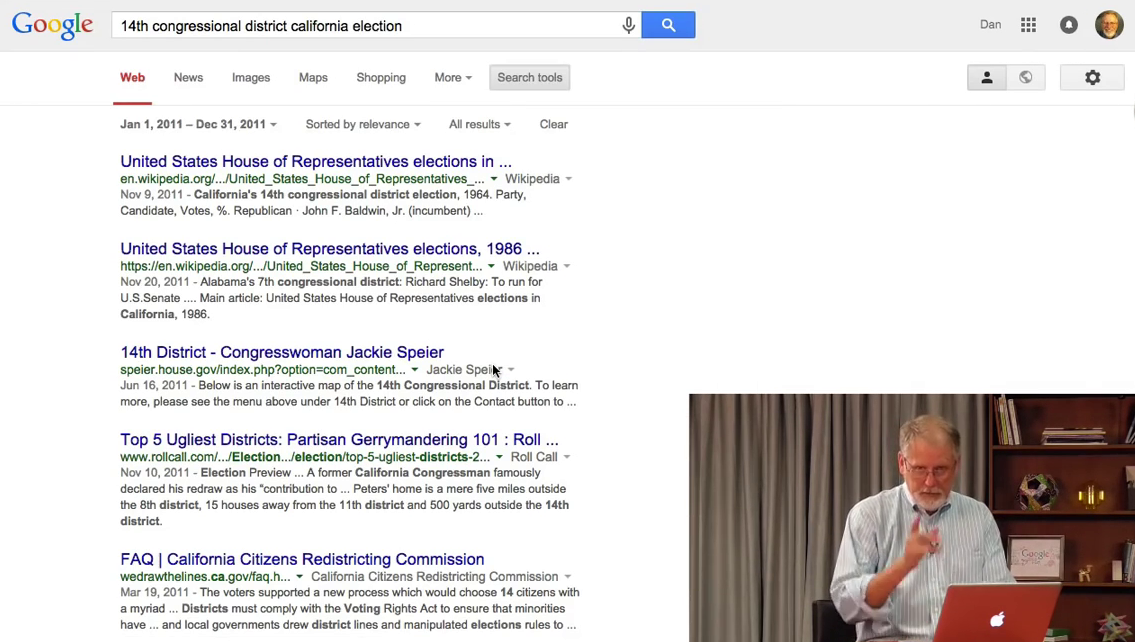 Google
14th congressional district california election
Dan
Web News Images Maps Shopping More Search tools
Jan 1, 2011 – Dec 31, 2011 Sorted by relevance All results Clear
United States House of Representatives elections in ...
en.wikipedia.org/.../United_States_House_of_Representatives_... Wikipedia
Nov 9, 2011 - California's 14th congressional district election, 1964. Party,
Candidate, Votes, %. Republican · John F. Baldwin, Jr. (incumbent) ...
United States House of Representatives elections, 1986 ...
https://en.wikipedia.org/.../United_States_House_of_Represent... Wikipedia
Nov 20, 2011 - Alabama's 7th congressional district: Richard Shelby: To run for
U.S.Senate .... Main article: United States House of Representatives elections in
California, 1986.
14th District - Congresswoman Jackie Speier
speier.house.gov/index.php?option=com_content... Jackie Speier
Jun 16, 2011 - Below is an interactive map of the 14th Congressional District. To learn
more, please see the menu above under 14th District or click on the Contact button to ...
Top 5 Ugliest Districts: Partisan Gerrymandering 101 : Roll ...
www.rollcall.com/.../Election.../election/top-5-ugliest-districts-2... Roll Call
Nov 10, 2011 - Election Preview ... A former California Congressman famously
declared his redraw as his "contribution to ... Peters' home is a mere five miles outside
the 8th district, 15 houses away from the 11th district and 500 yards outside the 14th
district.
FAQ | California Citizens Redistricting Commission
wedrawthelines.ca.gov/faq.h... California Citizens Redistricting Commission
Mar 19, 2011 - The voters supported a new process which would choose 14 citizens with
a myriad ... Districts must comply with the Voting Rights Act to ensure that minorities
have ... and local governments drew district lines and manipulated elections rules to ...
Google